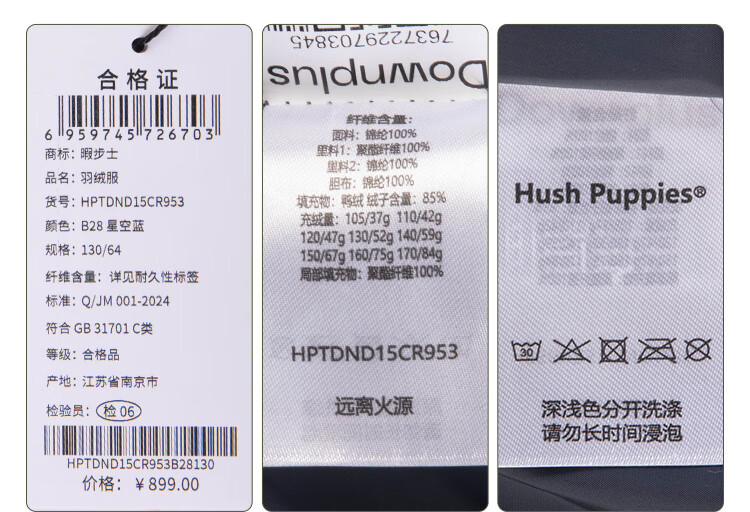 合格证
6 959745 726703
商标：暇步士
品名：羽绒服
货号：HPTDND15CR953
颜色：B28 星空蓝
规格：130/64
纤维含量：详见耐久性标签
标准：Q/JM 001-2024
符合 GB 31701 C类
等级：合格品
产地：江苏省南京市
检验员：检 06
HPTDND15CR953B28130
价格：￥899.00
7637229703845
Downplus
纤维含量：
面料：锦纶100%
里料1：聚酯纤维100%
里料2：锦纶100%
胆布：锦纶100%
填充物：鸭绒 绒子含量：85%
充绒量：105/37g 110/42g
120/47g 130/52g 140/59g
150/67g 160/75g 170/84g
局部填充物：聚酯纤维100%
HPTDND15CR953
远离火源
Hush Puppies®
30
深浅色分开洗涤
请勿长时间浸泡